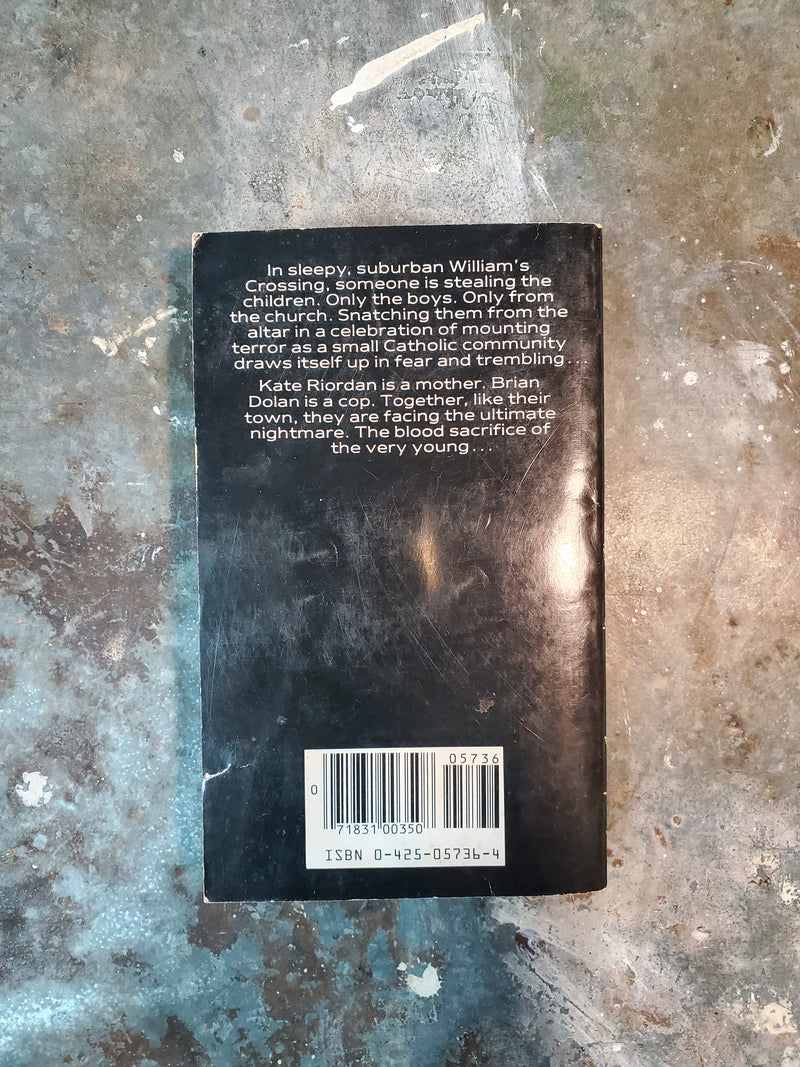 In sleepy, suburban William's
Crossing, someone is stealing the
children. Only the boys. Only from
the church. Snatching them from the
altar in a celebration of mounting
terror as a small Catholic community
draws itself up in fear and trembling...
Kate Riordan is a mother. Brian
Dolan is a cop. Together, like their
town, they are facing the ultimate
nightmare. The blood sacrifice of
the very young...
05736
0
71831 00350
ISBN 0-425-05736-4